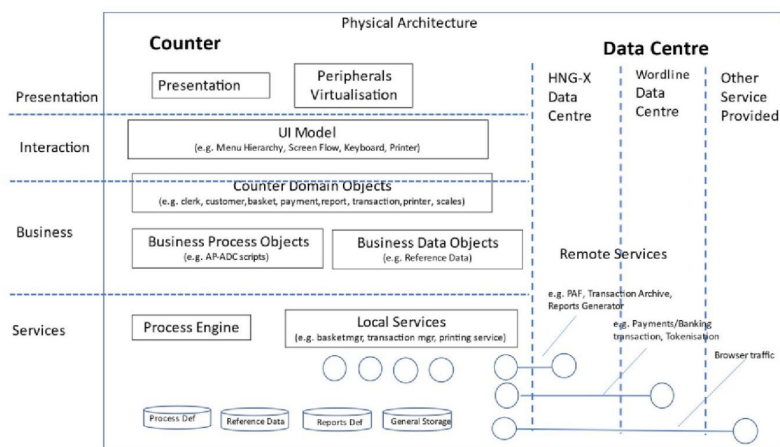 Physical Architecture
Counter
Data Centre
Presentation
Presentation
Peripherals
Virtualisation
HNG-X
Data
Centre
Wordline
Data
Centre
Other
Service
Provided
Interaction
UI Model
(e.g. Menu Hierarchy, Screen Flow, Keyboard, Printer)
Counter Domain Objects
(e.g. clerk, customer,basket, payment,report, transaction,printer, scales)
Business
Business Process Objects
(e.g. AP-ADC scripts)
Business Data Objects
(e.g. Reference Data)
Remote Services
e.g. PAF, Transaction Archive,
Reports Generator
Services
Process Engine
Local Services
(e.g. basketmgr, transaction mgr, printing service)
e.g. Payments/Banking
transaction, Tokenisation
Browser traffic
Process Def
Reference Data
Reports Def
General Storage